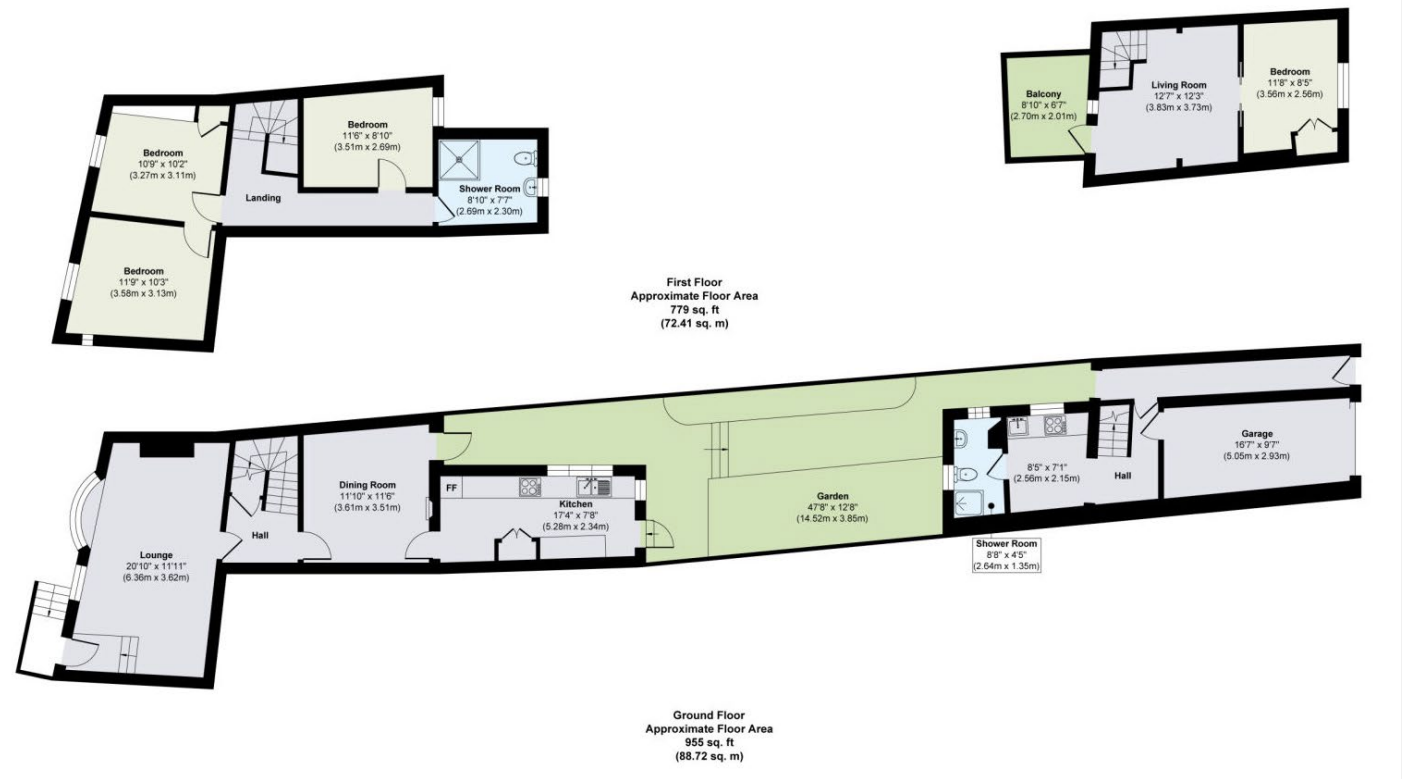 Bedroom
10'9" x 10'2"
(3.27m x 3.11m)
Bedroom
11'6" x 8'10"
(3.51m x 2.69m)
Landing
Shower Room
8'10" x 7'7"
(2.69m x 2.30m)
Bedroom
11'9" x 10'3"
(3.58m x 3.13m)
Balcony
8'10" x 6'7"
(2.70m x 2.01m)
Living Room
12'7" x 12'3"
(3.83m x 3.73m)
Bedroom
11'8" x 8'5"
(3.56m x 2.56m)
First Floor
Approximate Floor Area
779 sq. ft
(72.41 sq. m)
Lounge
20'10" x 11'11"
(6.36m x 3.62m)
Hall
Dining Room
11'10" x 11'6"
(3.61m x 3.51m)
FF
Kitchen
17'4" x 7'8"
(5.28m x 2.34m)
Garden
47'8" x 12'8"
(14.52m x 3.85m)
Shower Room
8'8" x 4'5"
(2.64m x 1.35m)
8'5" x 7'1"
(2.56m x 2.15m)
Hall
Garage
16'7" x 9'7"
(5.05m x 2.93m)
Ground Floor
Approximate Floor Area
955 sq. ft
(88.72 sq. m)